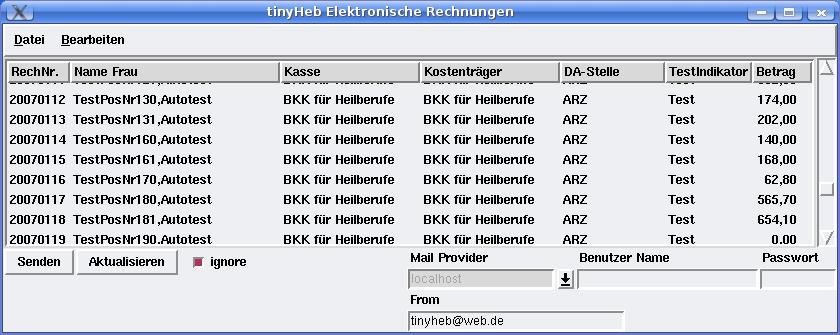 tinyHeb Elektronische Rechnungen
Datei Bearbeiten
RechNr. Name Frau Kasse Kostenträger DA-Stelle TestIndikator Betrag
20070112 TestPosNr130,Autotest BKK für Heilberufe BKK für Heilberufe ARZ Test 174,00
20070113 TestPosNr131,Autotest BKK für Heilberufe BKK für Heilberufe ARZ Test 202,00
20070114 TestPosNr160,Autotest BKK für Heilberufe BKK für Heilberufe ARZ Test 140,00
20070115 TestPosNr161,Autotest BKK für Heilberufe BKK für Heilberufe ARZ Test 168,00
20070116 TestPosNr170,Autotest BKK für Heilberufe BKK für Heilberufe ARZ Test 62,80
20070117 TestPosNr180,Autotest BKK für Heilberufe BKK für Heilberufe ARZ Test 565,70
20070118 TestPosNr181,Autotest BKK für Heilberufe BKK für Heilberufe ARZ Test 654,10
20070119 TestPosNr190,Autotest BKK für Heilberufe BKK für Heilberufe ARZ Test 0,00
Senden Aktualisieren ignore
Mail Provider Benutzer Name Passwort
localhost
From
tinyheb@web.de